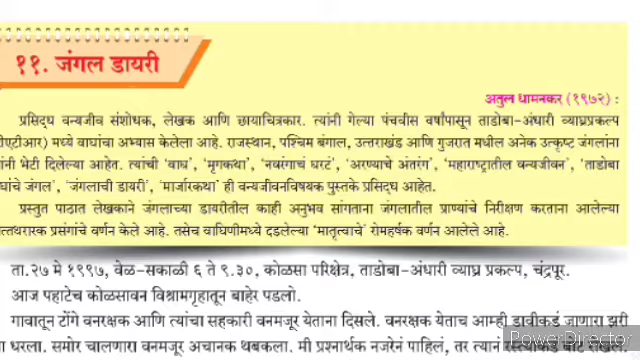 ११. जंगल डायरी
अतुल धामनकर (१९७२) :
प्रसिद्ध वन्यजीव संशोधक, लेखक आणि छायाचित्रकार. त्यांनी गेल्या पंचवीस वर्षांपासून ताडोबा-अंधारी व्याघ्रप्रकल्प
मध्ये वाघांचा अभ्यास केलेला आहे. राजस्थान, पश्चिम बंगाल, उत्तराखंड आणि गुजरात मधील अनेक उत्कृष्ट जंगलांना
भेटी दिलेल्या आहेत. त्यांची ‘वाघ’, ‘मृगकथा’, ‘नवरंगाचं घरटं’, ‘अरण्याचे अंतरंग’, ‘महाराष्ट्रातील वन्यजीवन’, ‘ताडोबा
जंगल’, ‘जंगलाची डायरी’, ‘मार्जारकथा’ ही वन्यजीवनविषयक पुस्तके प्रसिद्ध आहेत.
प्रस्तुत पाठात लेखकाने जंगलाच्या डायरीतील काही अनुभव सांगताना जंगलातील प्राण्यांचे निरीक्षण करताना आलेल्या
प्रसंगांचे वर्णन केले आहे. तसेच वाघिणीमध्ये दडलेल्या ‘मातृत्वाचे’ रोमहर्षक वर्णन आलेले आहे.
ता.२७ मे १९९७, वेळ-सकाळी ६ ते ९.३०, कोळसा परिक्षेत्र, ताडोबा-अंधारी व्याघ्र प्रकल्प, चंद्रपूर.
आज पहाटेच कोळसावन विश्रामगृहातून बाहेर पडलो.
गावातून टोंगे वनरक्षक आणि त्यांचा सहकारी वनमजूर येताना दिसले. वनरक्षक येताच आम्ही डावीकडं जाणारा झरी
धरला. समोर चालणारा वनमजूर अचानक थबकला. मी प्रश्नार्थक नजरेनं पाहिलं, तर त्यानं
PowerDirector